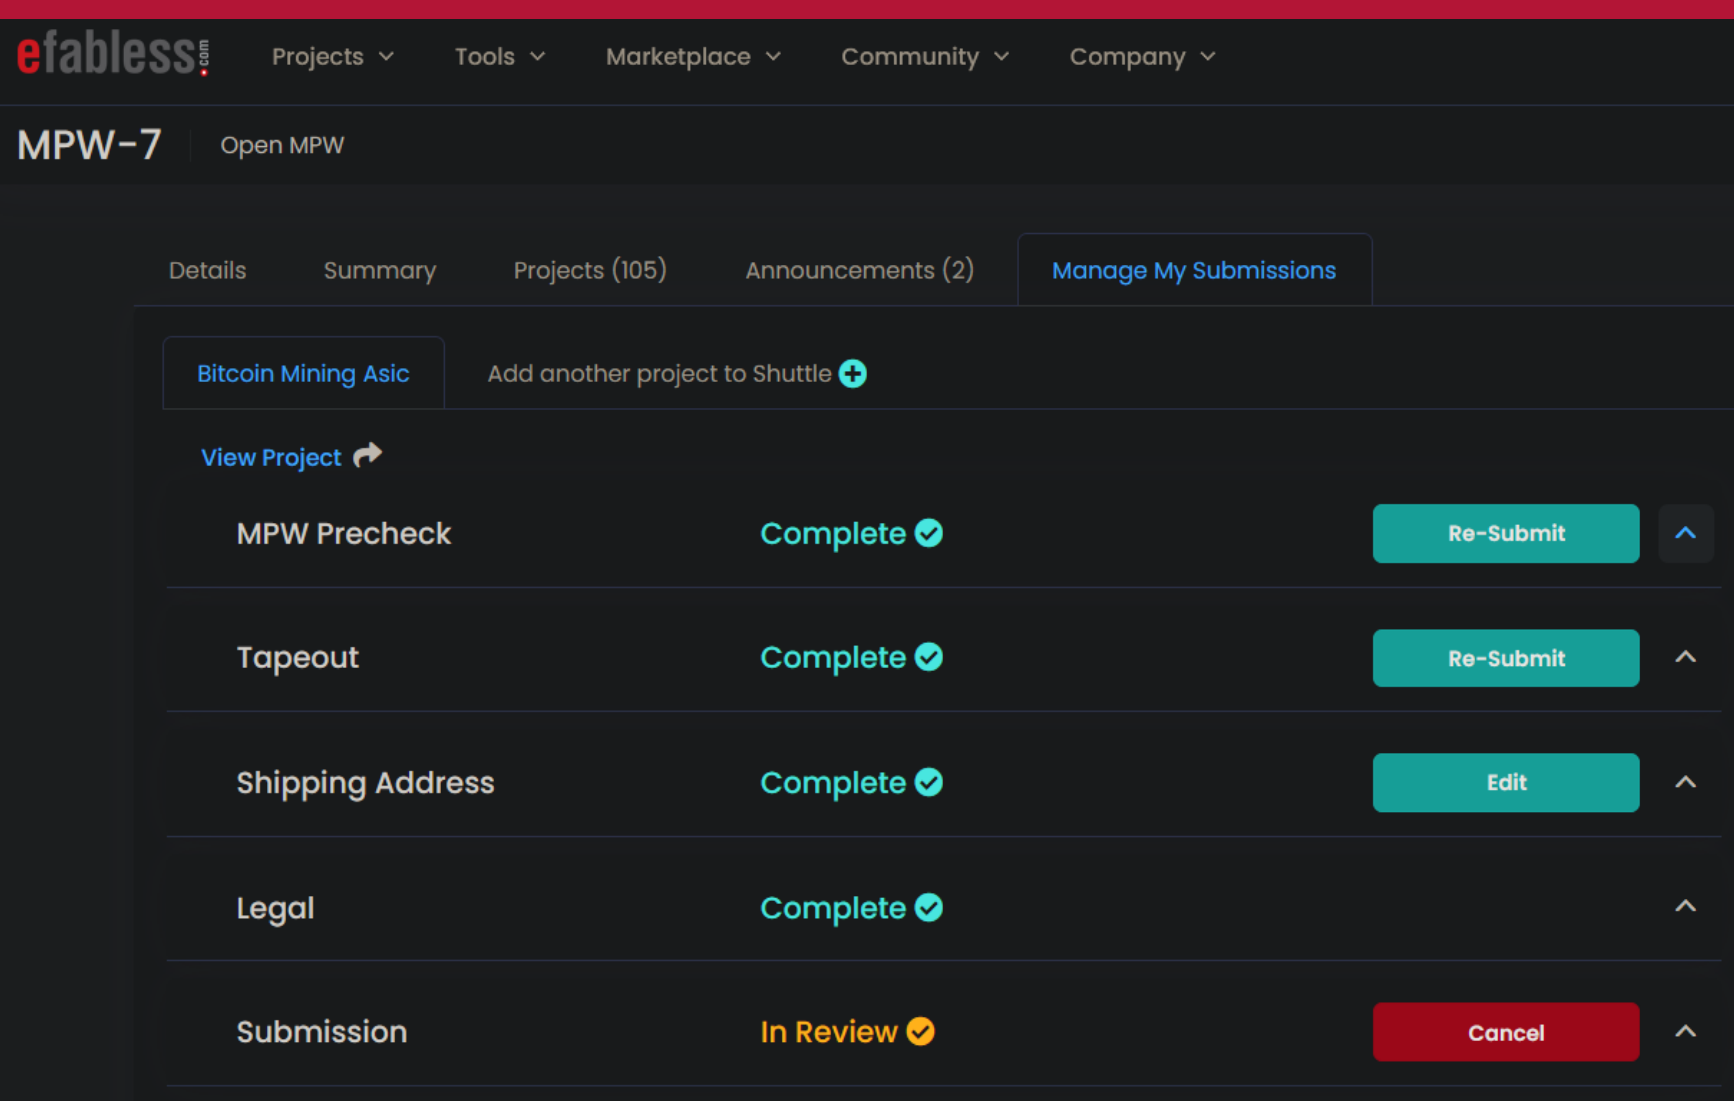 efabless.com
Projects Tools Marketplace Community Company
MPW-7 Open MPW
Details Summary Projects (105) Announcements (2) Manage My Submissions
Bitcoin Mining Asic Add another project to Shuttle
View Project
MPW Precheck Complete Re-Submit
Tapeout Complete Re-Submit
Shipping Address Complete Edit
Legal Complete
Submission In Review Cancel